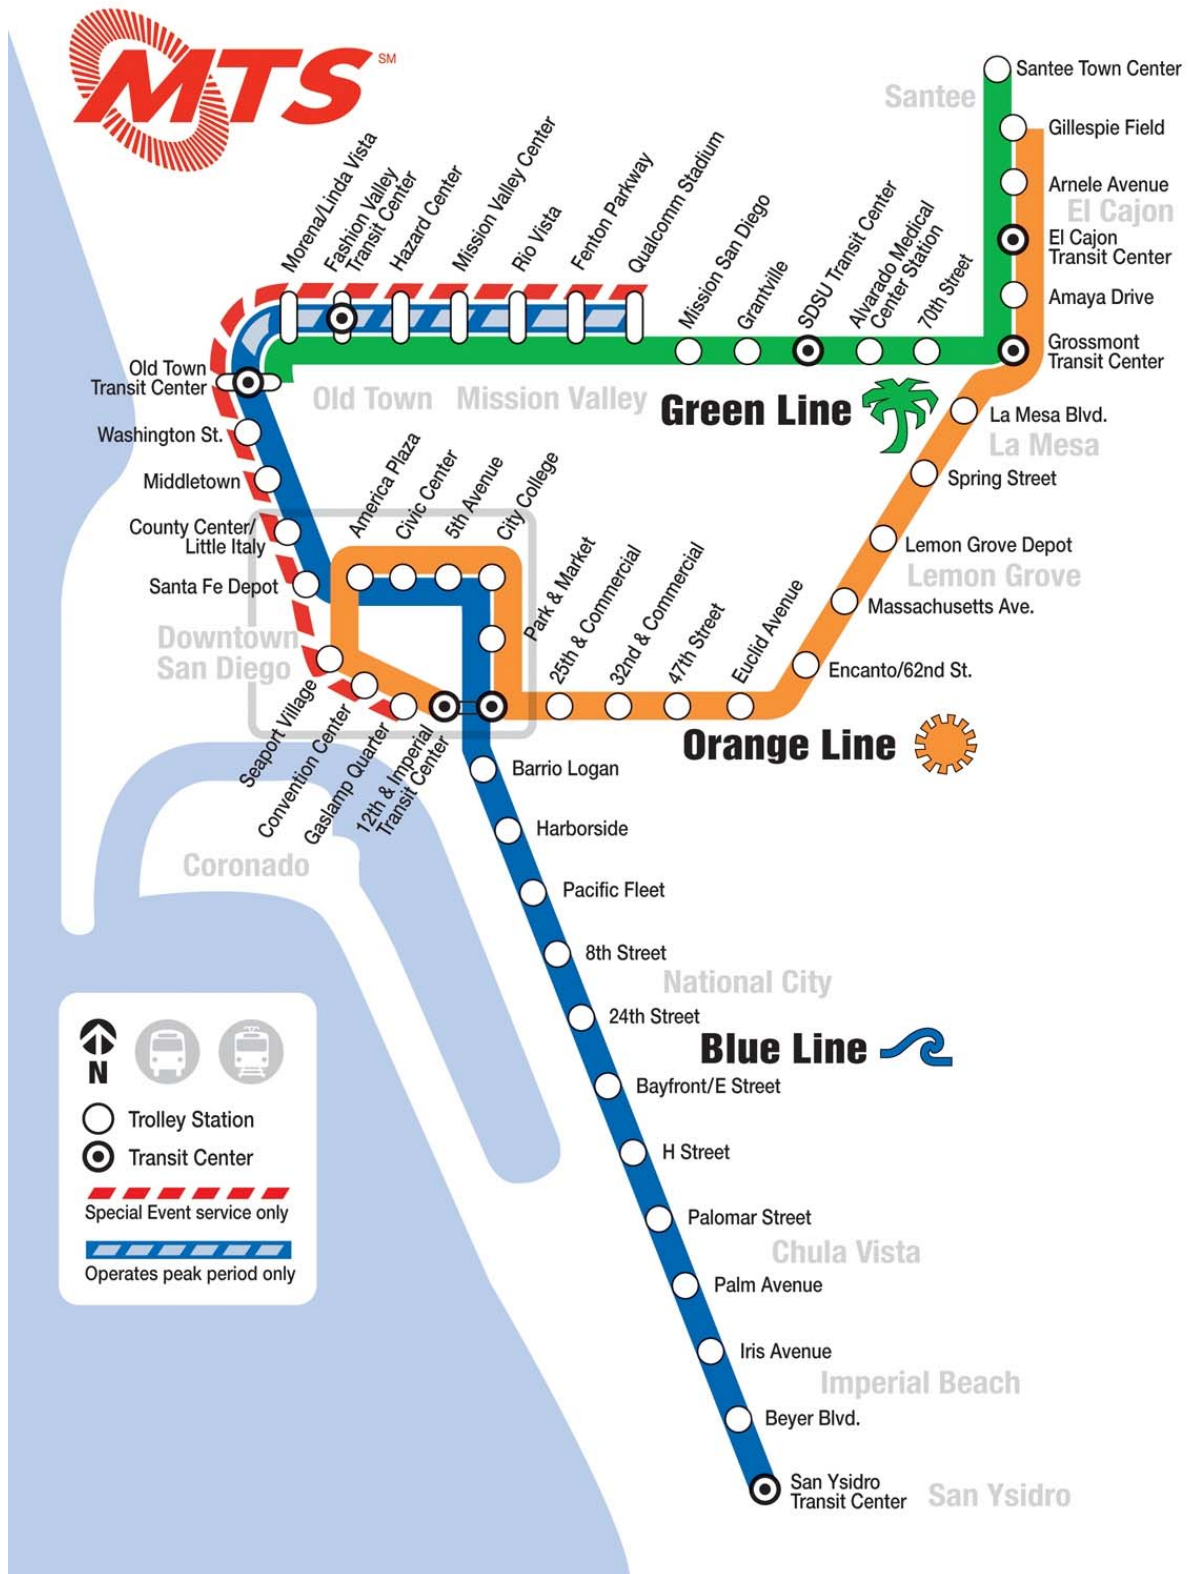 MTS
SM
Santee Town Center
Santee
Gillespie Field
Arnele Avenue
El Cajon
El Cajon
Transit Center
Amaya Drive
Grossmont
Transit Center
Morena/Linda Vista
Fashion Valley
Transit Center
Hazard Center
Mission Valley Center
Rio Vista
Fenton Parkway
Qualcomm Stadium
Mission San Diego
Grantville
SDSU Transit Center
Alvarado Medical
Center Station
70th Street
Old Town
Transit Center
Old Town
Mission Valley
Green Line
La Mesa Blvd.
La Mesa
Washington St.
Middletown
County Center/
Little Italy
Santa Fe Depot
America Plaza
Civic Center
5th Avenue
City College
Park & Market
25th & Commercial
32nd & Commercial
47th Street
Euclid Avenue
Spring Street
Lemon Grove Depot
Lemon Grove
Massachusetts Ave.
Encanto/62nd St.
Downtown
San Diego
Seaport Village
Convention Center
Gaslamp Quarter
12th & Imperial
Transit Center
Orange Line
Barrio Logan
Harborside
Coronado
Pacific Fleet
8th Street
National City
24th Street
Blue Line
Bayfront/E Street
H Street
Palomar Street
Chula Vista
Palm Avenue
Iris Avenue
Imperial Beach
Beyer Blvd.
San Ysidro
Transit Center
San Ysidro
N
Trolley Station
Transit Center
Special Event service only
Operates peak period only